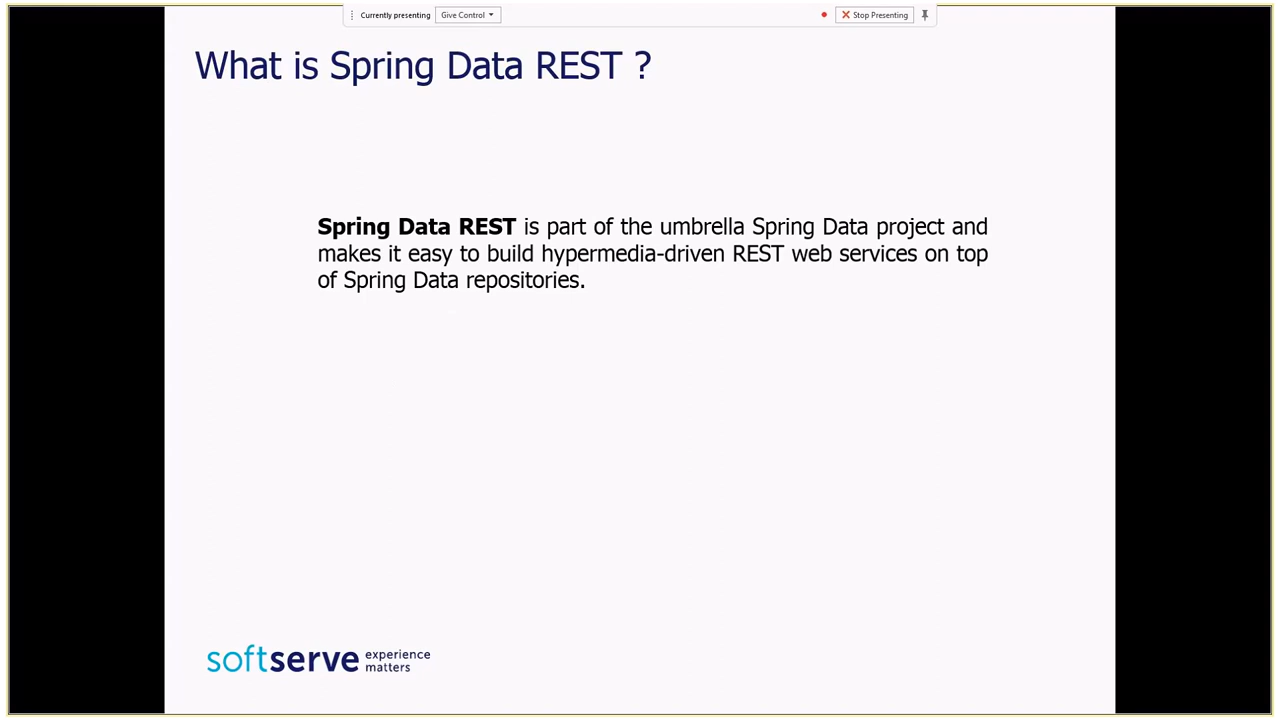 Currently presenting Give Control Stop Presenting
What is Spring Data REST ?
Spring Data REST is part of the umbrella Spring Data project and
makes it easy to build hypermedia-driven REST web services on top
of Spring Data repositories.
softserve experience
matters